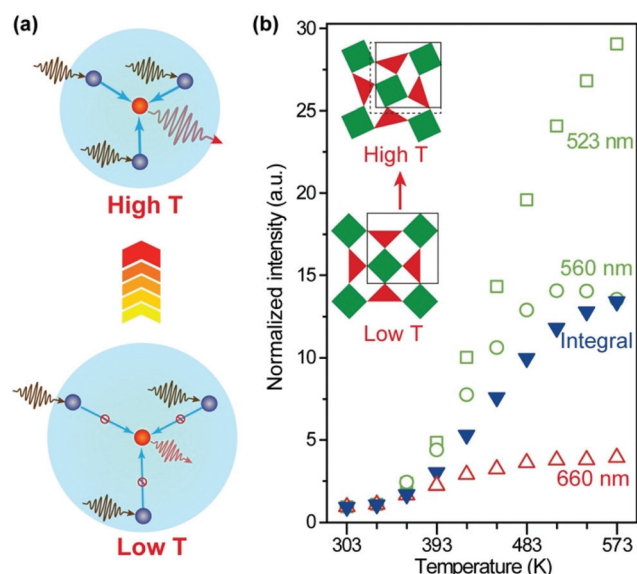 (a)
High T
Low T
(b)
Normalized intensity (a.u.)
30
25
20
15
10
5
0
High T
Low T
523 nm
560 nm
Integral
660 nm
303 393 483 573
Temperature (K)